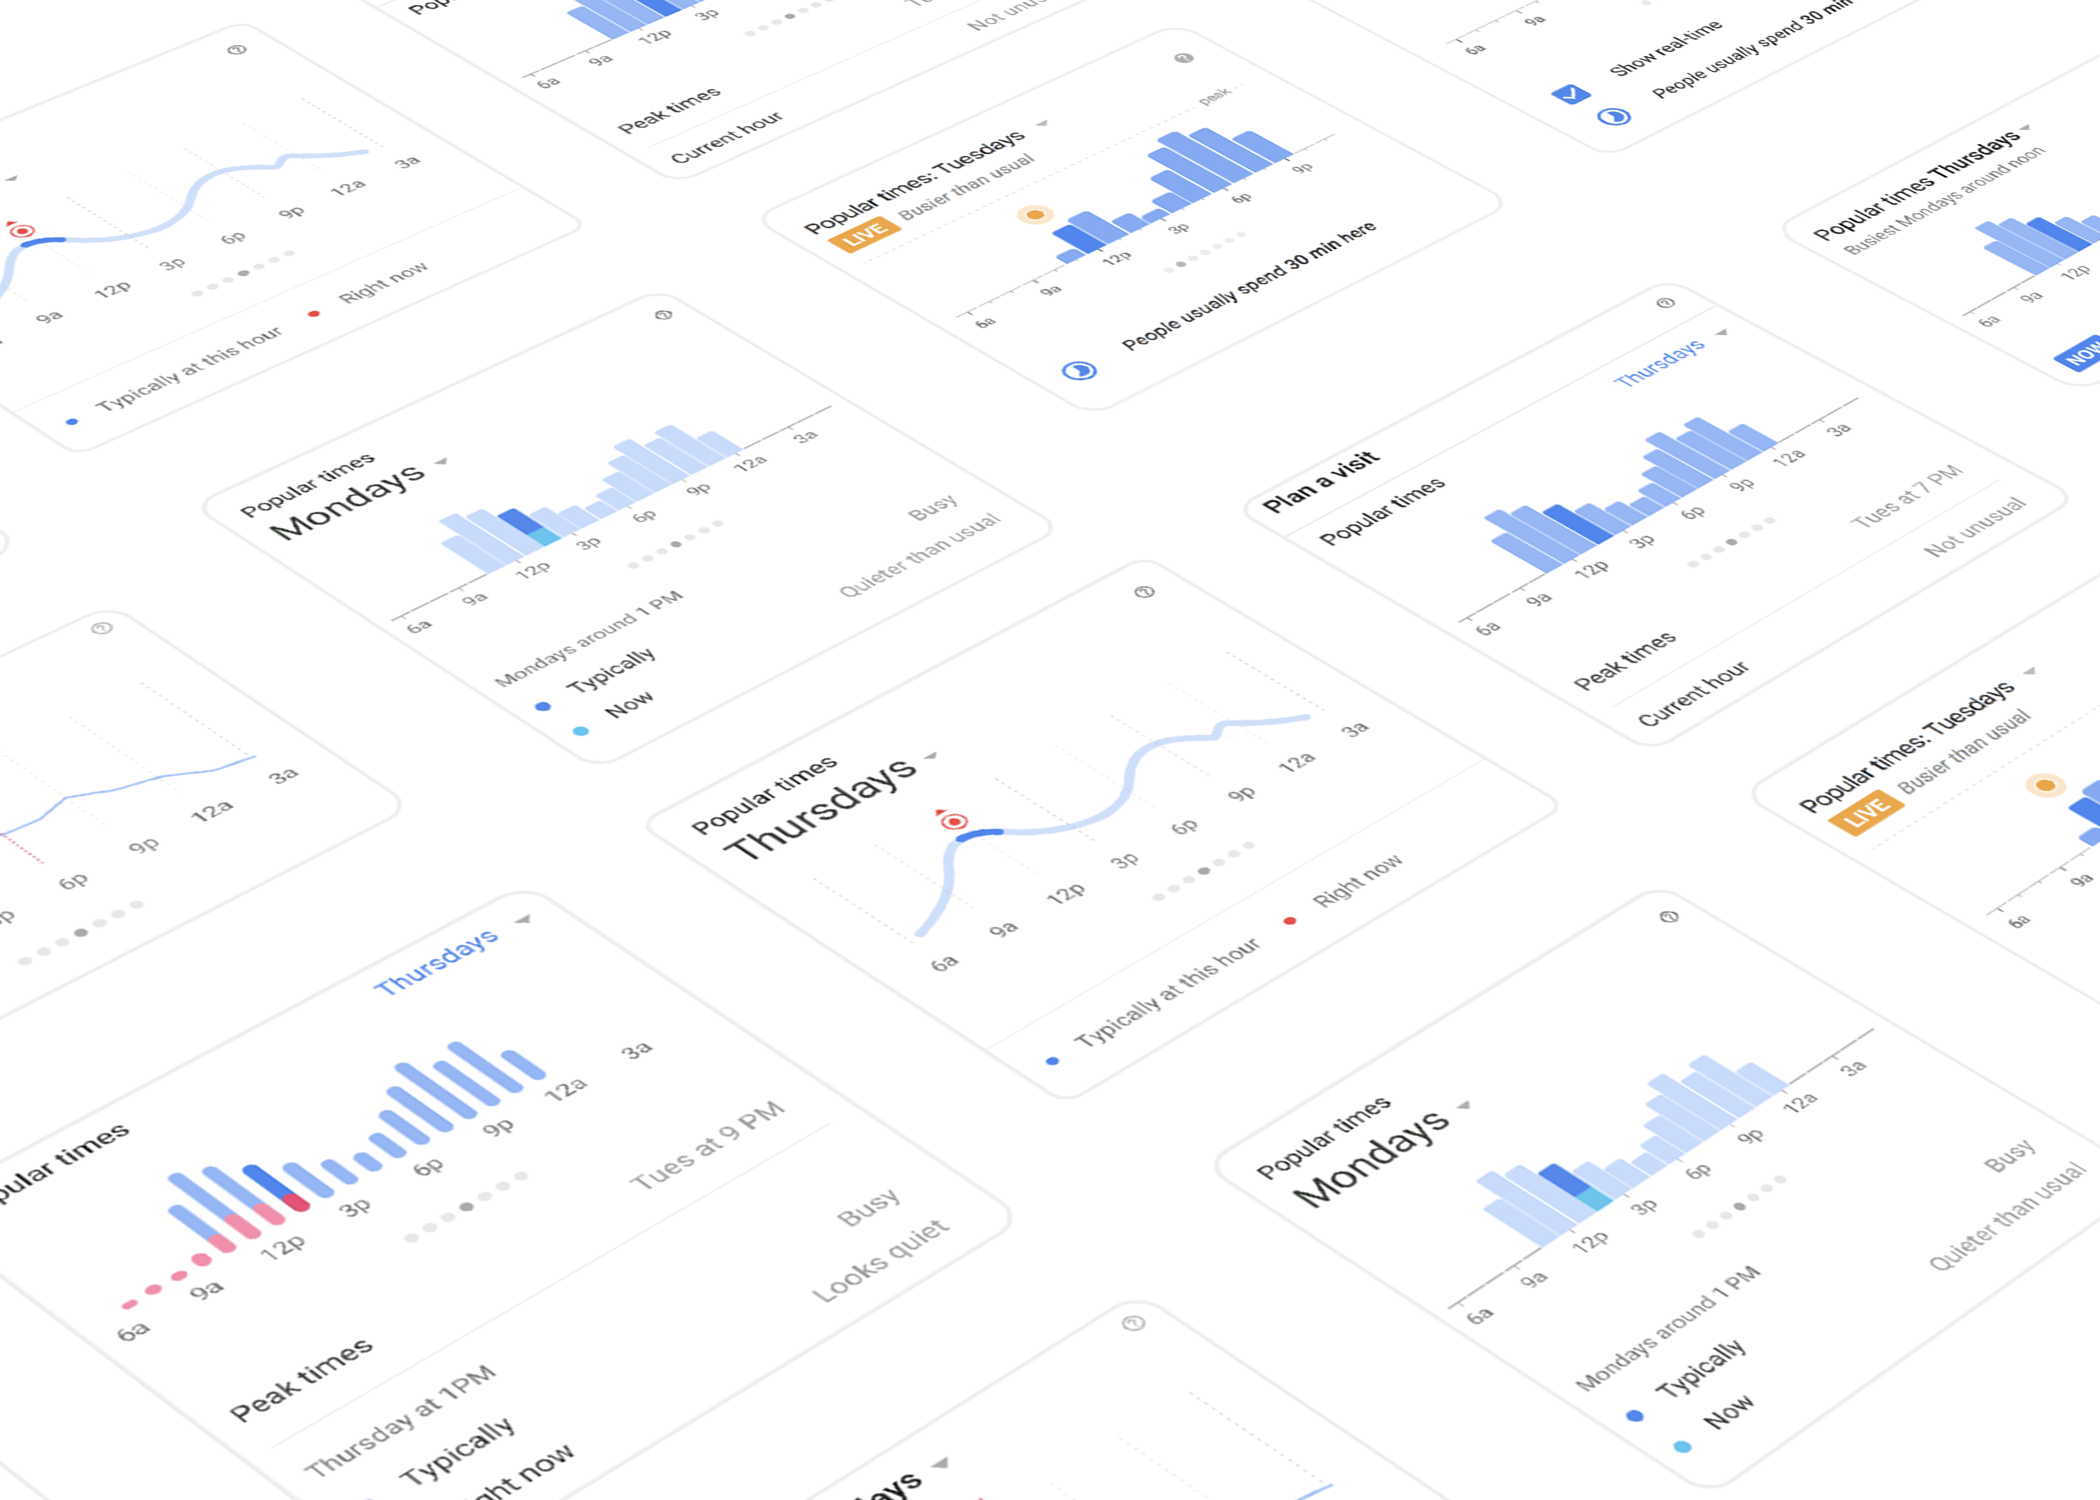 12p
3p
6a
9a
Peak times
Current hour
Not unusual
6a
9a
Show real-time
People usually spend 30 min
9a
12p
3p
6p
9p
12a
3a
Typically at this hour
Right now
Popular times: Tuesdays
LIVE
Busier than usual
peak
6a
9a
12p
3p
6p
9p
People usually spend 30 min here
Popular times Thursdays
Busiest Mondays around noon
6a
9a
12p
NOW
Popular times
Mondays
6a
9a
12p
3p
6p
9p
12a
3a
Mondays around 1 PM
Typically
Busy
Now
Quieter than usual
Plan a visit
Popular times
Thursdays
6a
9a
12p
3p
6p
9p
12a
3a
Peak times
Tues at 7 PM
Current hour
Not unusual
6p
9p
12a
3a
Popular times
Thursdays
6a
9a
12p
3p
6p
9p
12a
3a
Typically at this hour
Right now
Popular times: Tuesdays
LIVE
Busier than usual
6a
9a
pular times
Thursdays
6a
9a
12p
3p
6p
9p
12a
3a
Peak times
Tues at 9 PM
Thursday at 1PM
Typically
Busy
ght now
Looks quiet
Popular times
Mondays
6a
9a
12p
3p
6p
9p
12a
3a
Mondays around 1 PM
Typically
Busy
Now
Quieter than usual
days